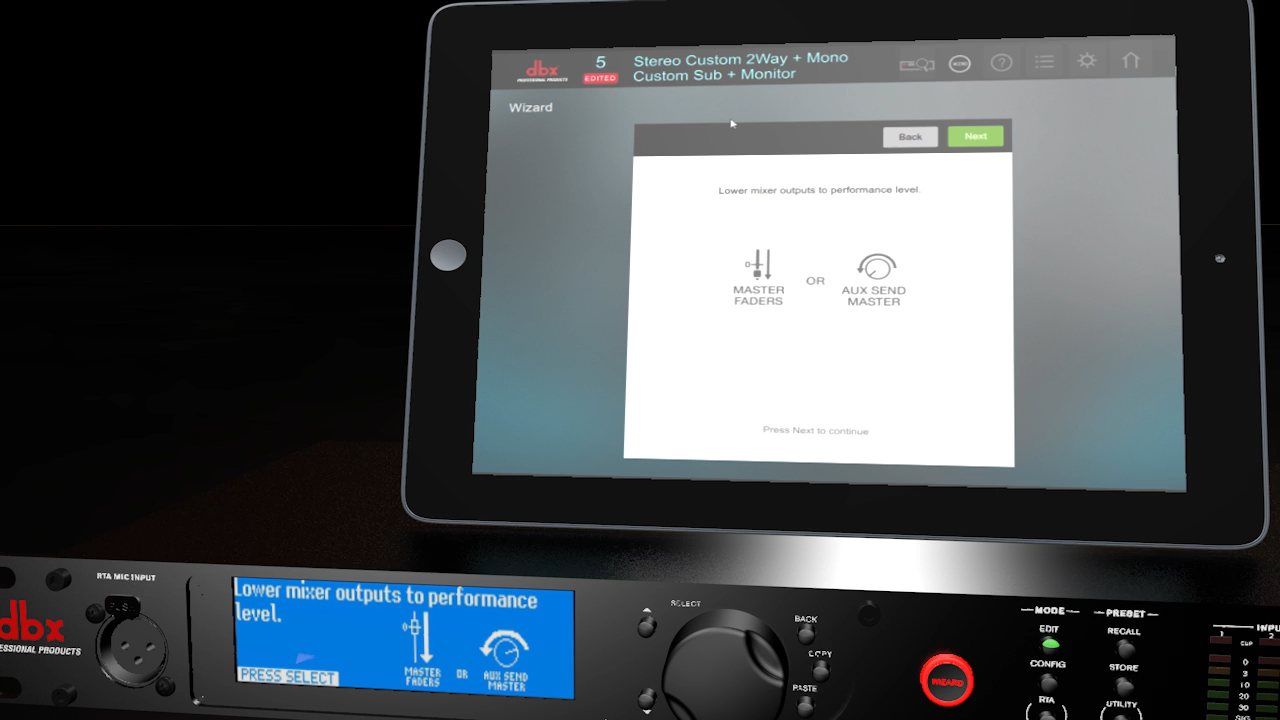 dbx
PROFESSIONAL PRODUCTS
5
EDITED
Stereo Custom 2Way + Mono
Custom Sub + Monitor
?
Wizard
Back
Next
Lower mixer outputs to performance level.
MASTER
FADERS
OR
AUX SEND
MASTER
Press Next to continue
RTA MIC INPUT
PUSH
dbx
PROFESSIONAL PRODUCTS
Lower mixer outputs to performance
level.
MASTER
FADERS
OR
AUX SEND
MASTER
PRESS SELECT
SELECT
BACK
COPY
PASTE
WIZARD
MODE
EDIT
CONFIG
RTA
PRESET
RECALL
STORE
UTILITY
1
2
CLIP
0
3
10
20
30